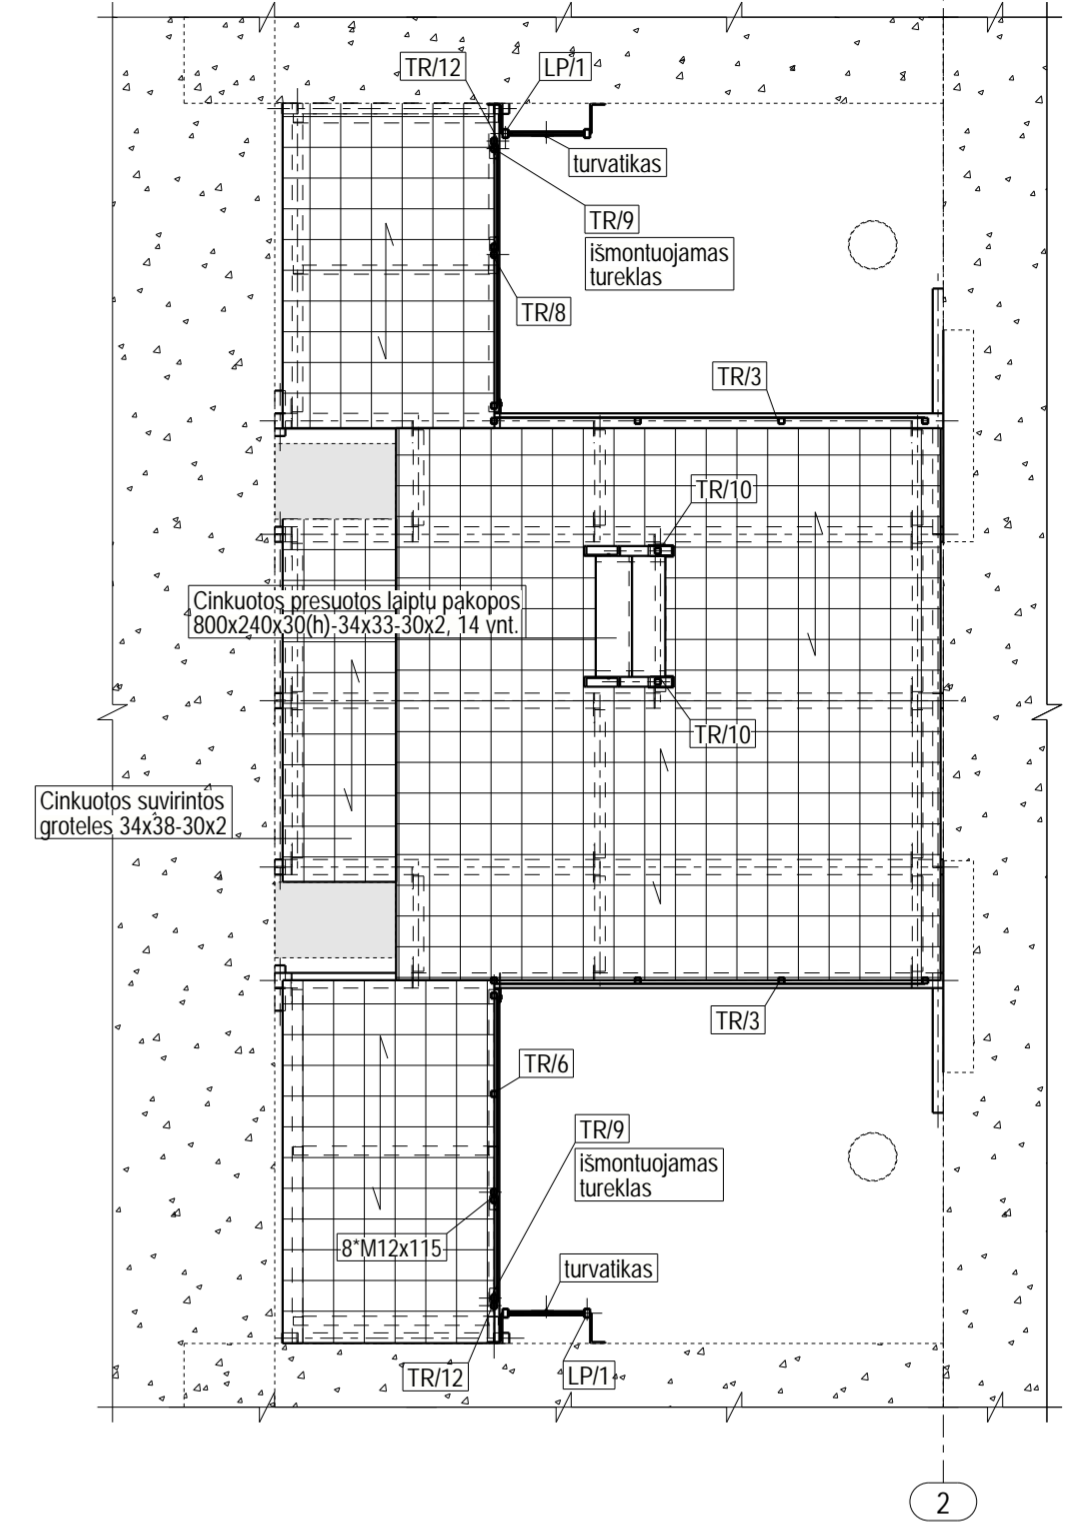 TR/12
LP/1
turvatikas
TR/9
išmontuojamas
tureklas
TR/8
TR/3
TR/10
Cinkuotos presuotos laiptu pakopos
800x240x30(h)-34x33-30x2, 14 vnt.
TR/10
Cinkuotos suvirintos
groteles 34x38-30x2
TR/3
TR/6
TR/9
išmontuojamas
tureklas
8*M12x115
turvatikas
TR/12
LP/1
2